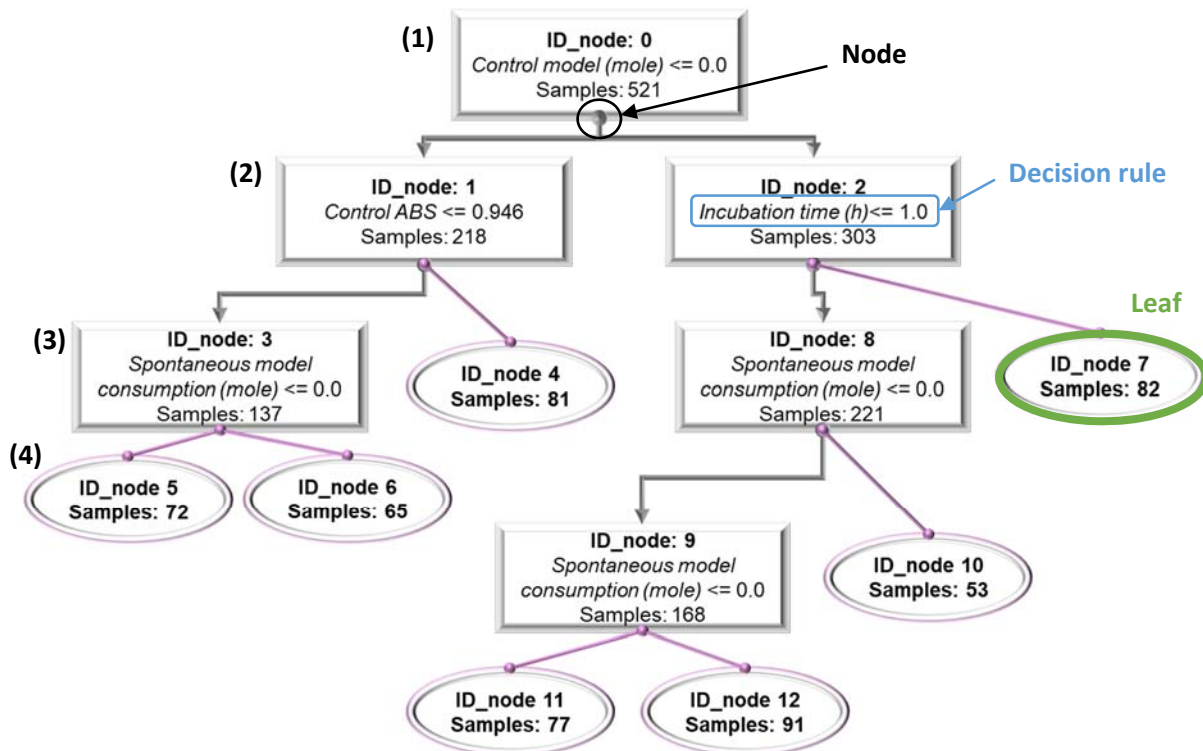 (1)
ID_node: 0
Control model (mole) <= 0.0
Samples: 521
Node
(2)
ID_node: 1
Control ABS <= 0.946
Samples: 218
ID_node: 2
Incubation time (h)<= 1.0
Samples: 303
Decision rule
Leaf
(3)
ID_node: 3
Spontaneous model
consumption (mole) <= 0.0
Samples: 137
ID_node 4
Samples: 81
ID_node: 8
Spontaneous model
consumption (mole) <= 0.0
Samples: 221
ID_node 7
Samples: 82
(4)
ID_node 5
Samples: 72
ID_node 6
Samples: 65
ID_node: 9
Spontaneous model
consumption (mole) <= 0.0
Samples: 168
ID_node 10
Samples: 53
ID_node 11
Samples: 77
ID_node 12
Samples: 91